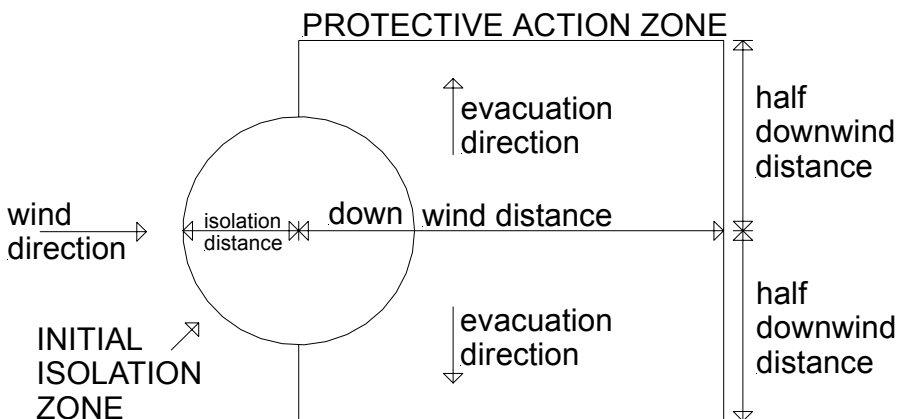 PROTECTIVE ACTION ZONE
evacuation
direction
half
downwind
distance
wind
direction
isolation
distance
down wind distance
evacuation
direction
half
downwind
distance
INITIAL
ISOLATION
ZONE